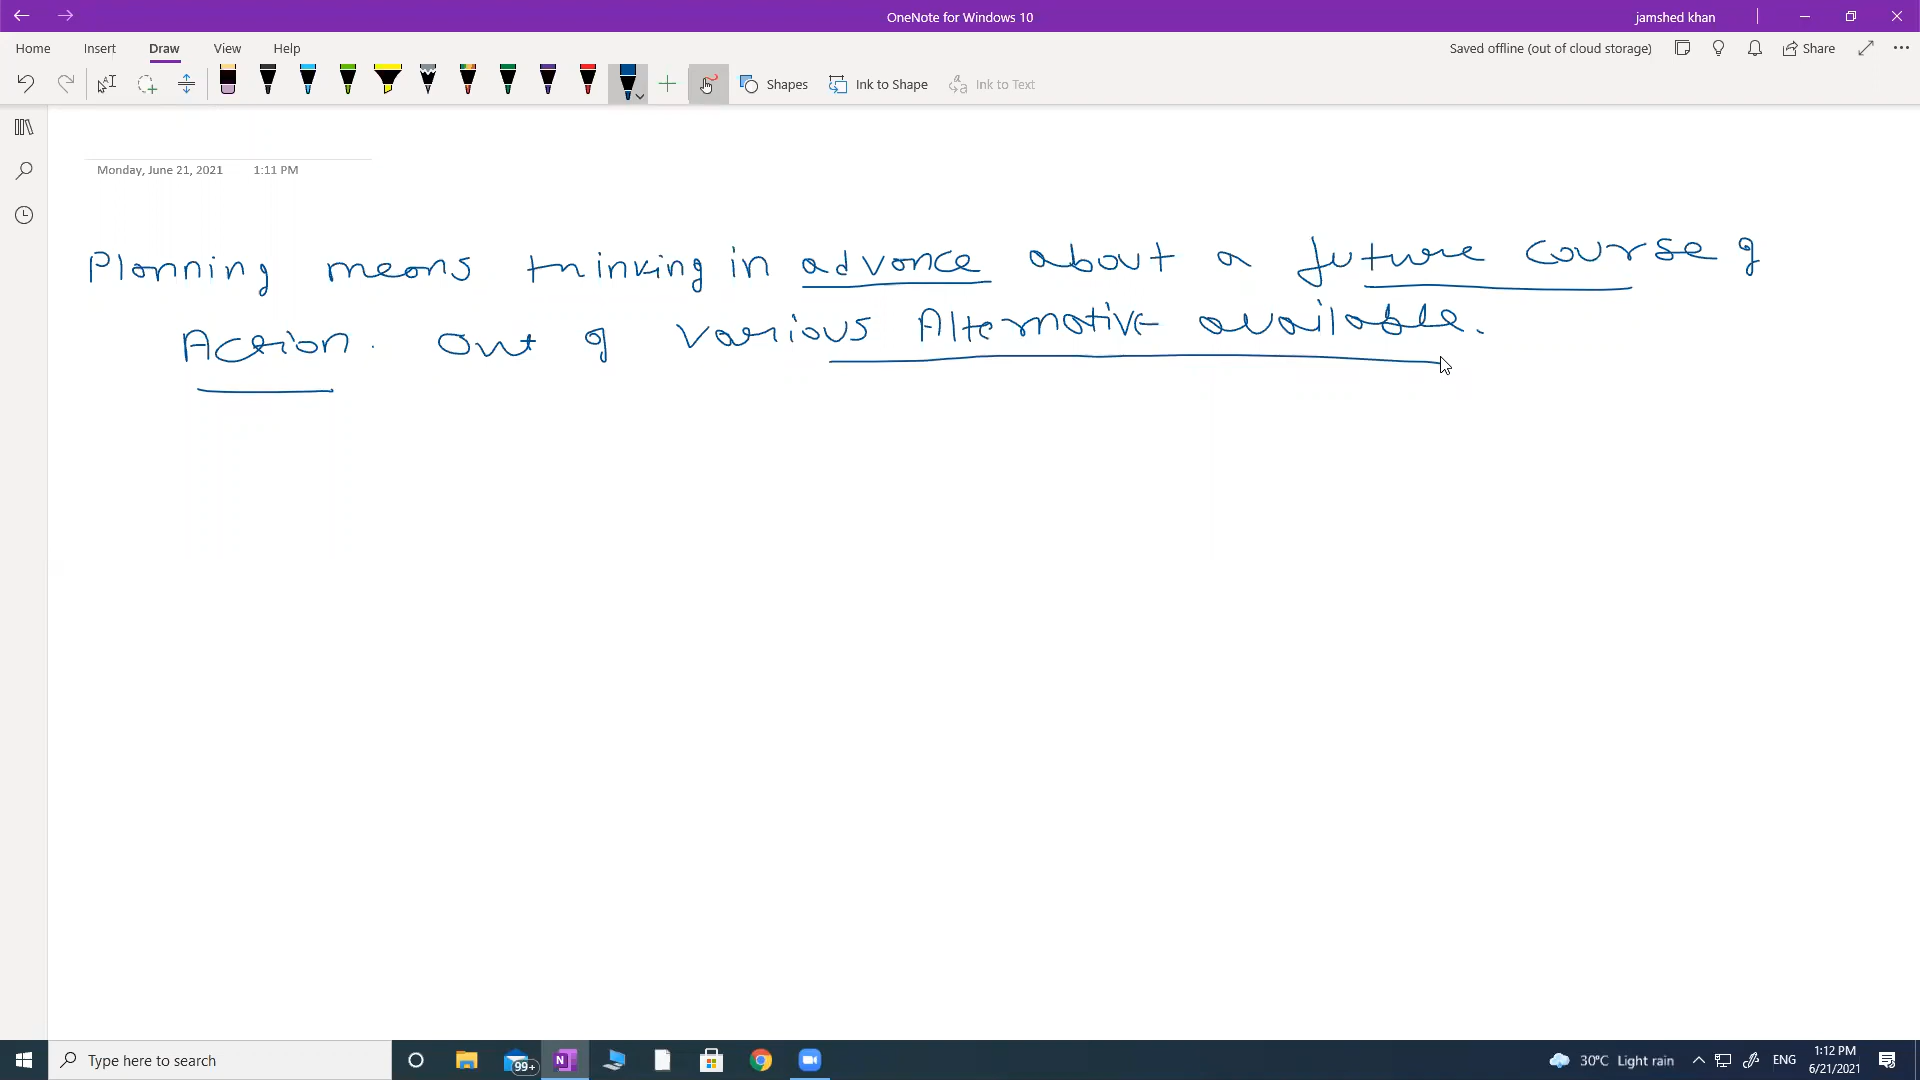 OneNote for Windows 10
jamshed khan
Home Insert Draw View Help
Saved offline (out of cloud storage) Share
Shapes Ink to Shape Ink to Text
Monday, June 21, 2021 1:11 PM
Planning means thinking in advance about a future course of
Action. Out of various Alternative available.
Type here to search
99+
30°C Light rain
ENG
1:12 PM
6/21/2021